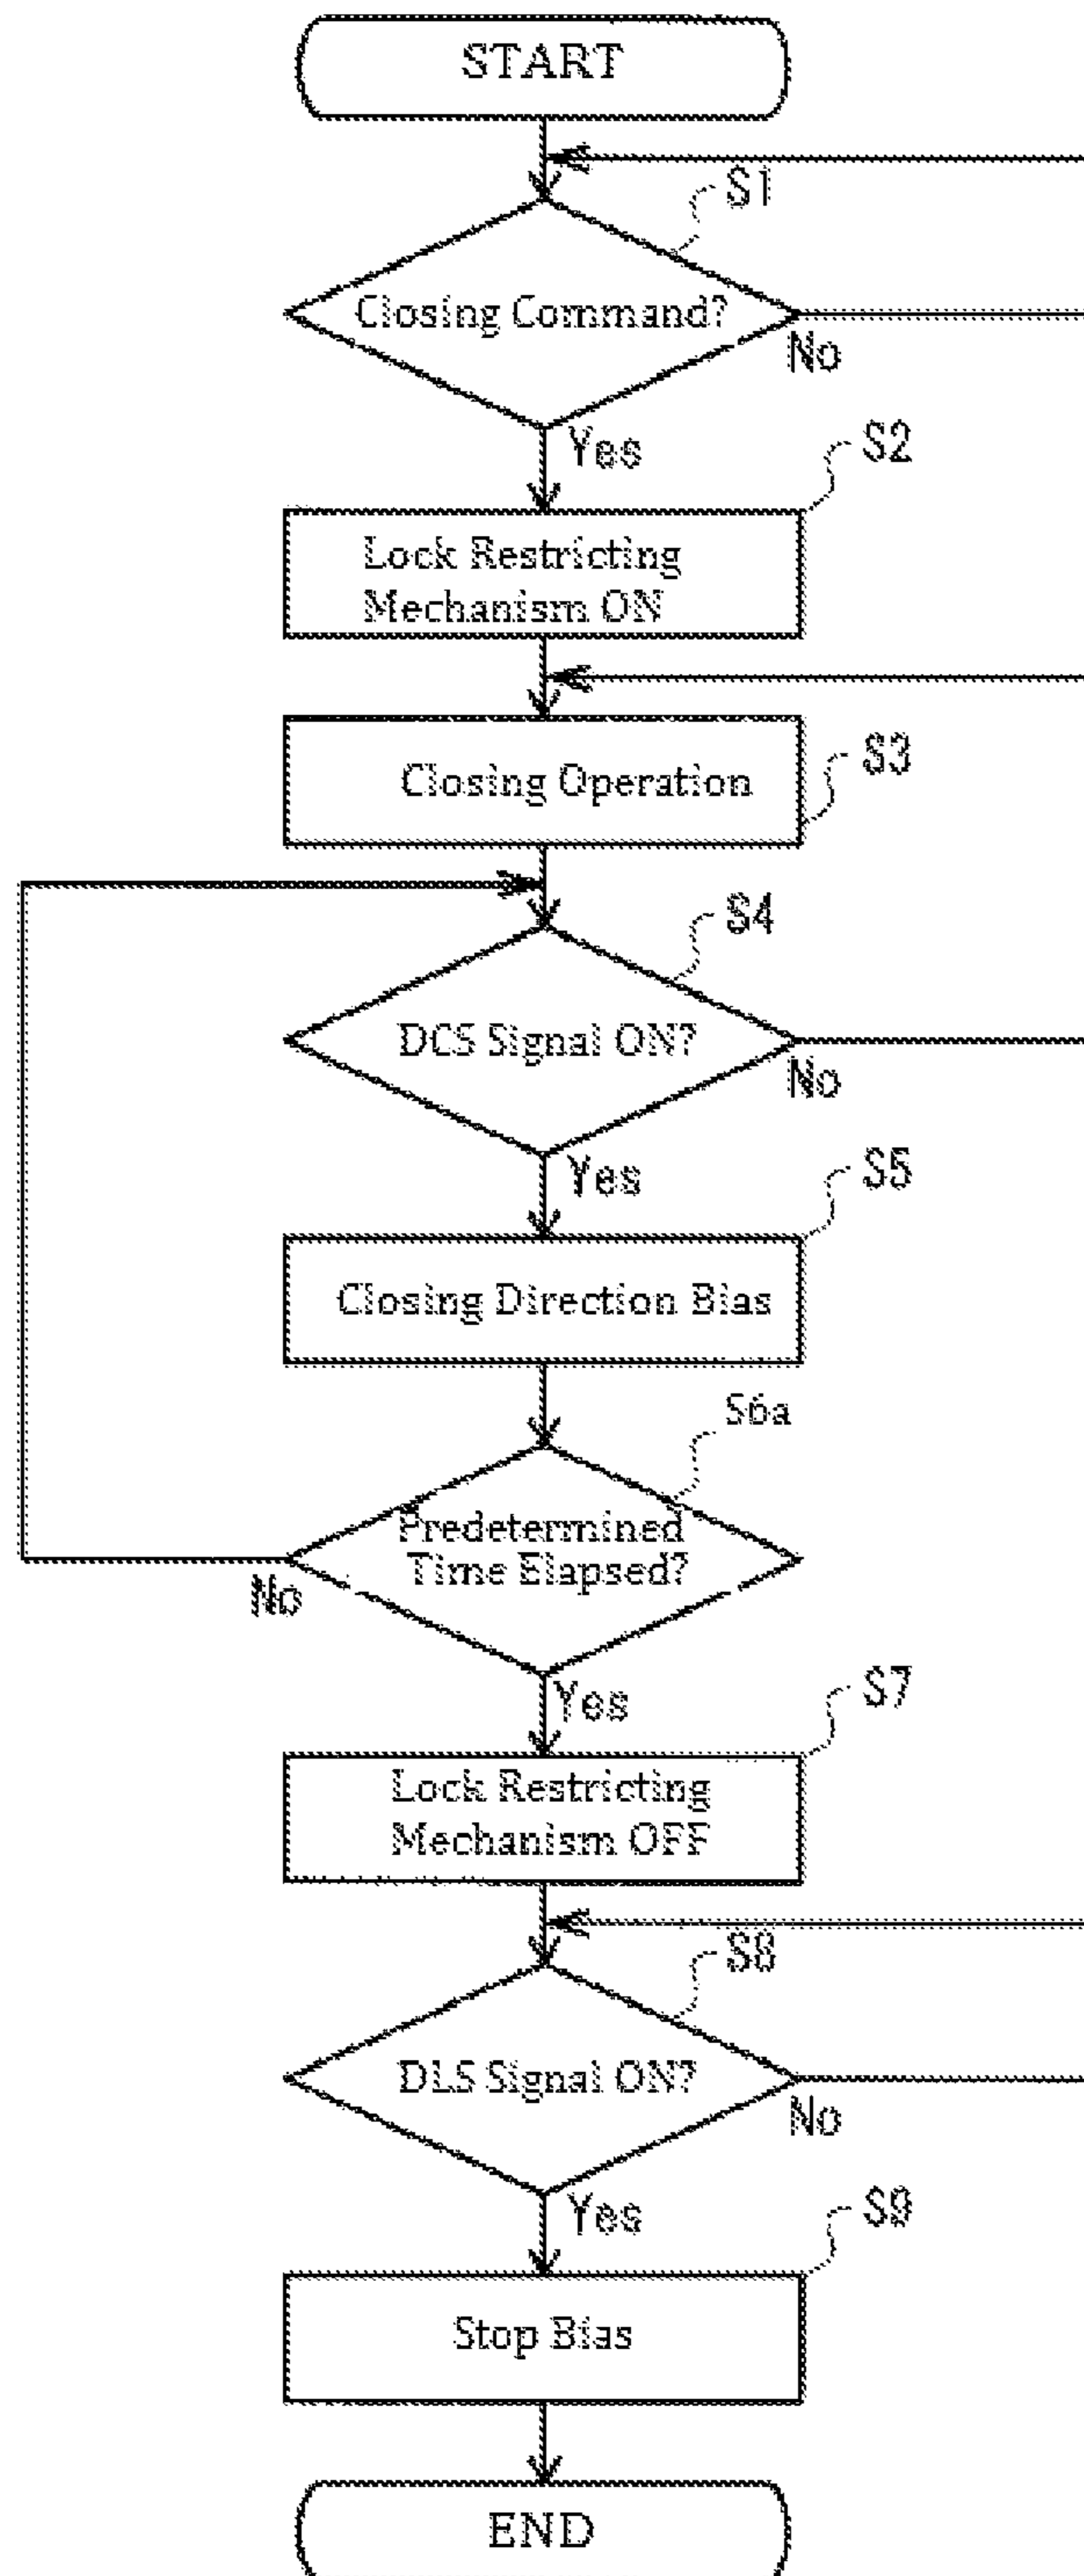 START
S1
Closing Command?
No
Yes
S2
Lock Restricting
Mechanism ON
S3
Closing Operation
S4
DCS Signal ON?
No
Yes
S5
Closing Direction Bias
S6a
Predetermined
Time Elapsed?
No
Yes
S7
Lock Restricting
Mechanism OFF
S8
DLS Signal ON?
No
Yes
S9
Stop Bias
END